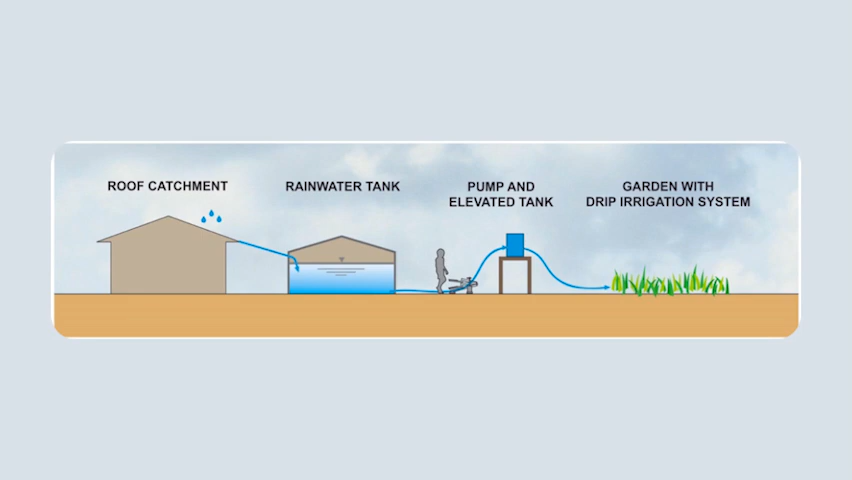 ROOF CATCHMENT
RAINWATER TANK
PUMP AND
ELEVATED TANK
GARDEN WITH
DRIP IRRIGATION SYSTEM